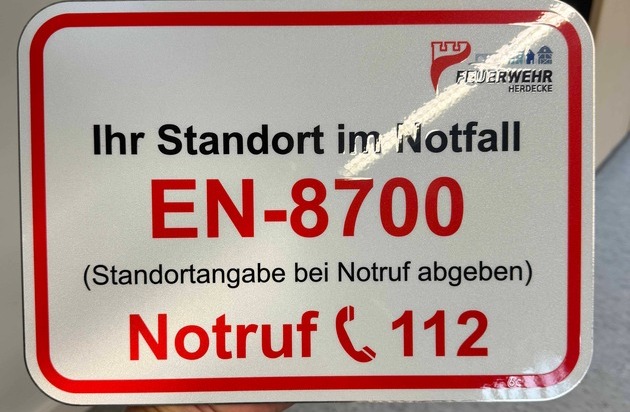 FEUERWEHR
HERDECKE
Ihr Standort im Notfall
EN-8700
(Standortangabe bei Notruf abgeben)
Notruf 112